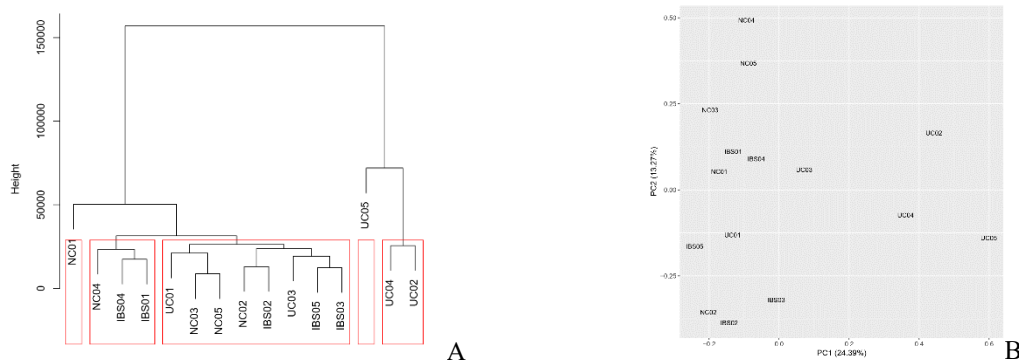 Height
150000
100000
50000
0
NC01
NC04
IBS04
IBS01
UC01
NC03
NC05
NC02
IBS02
UC03
IBS05
IBS03
UC05
UC04
UC02
A
PC2 (13.27%)
0.50
0.25
0.00
−0.25
NC04
NC05
NC03
UC02
IBS01
IBS04
NC01
UC03
UC04
UC01
UC05
IBS05
IBS03
NC02
IBS02
−0.2
0.0
0.2
0.4
0.6
PC1 (24.39%)
B